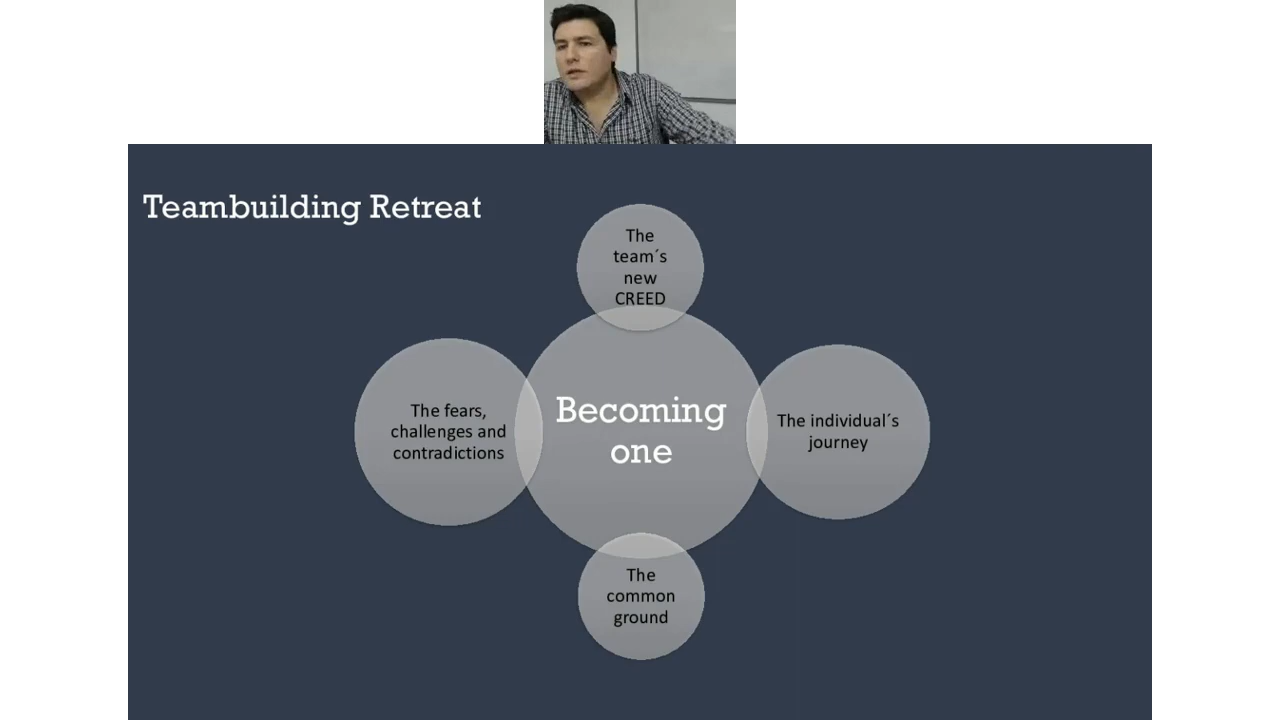 Teambuilding Retreat
The
team´s
new
CREED
The fears,
challenges and
contradictions
Becoming
one
The individual´s
journey
The
common
ground